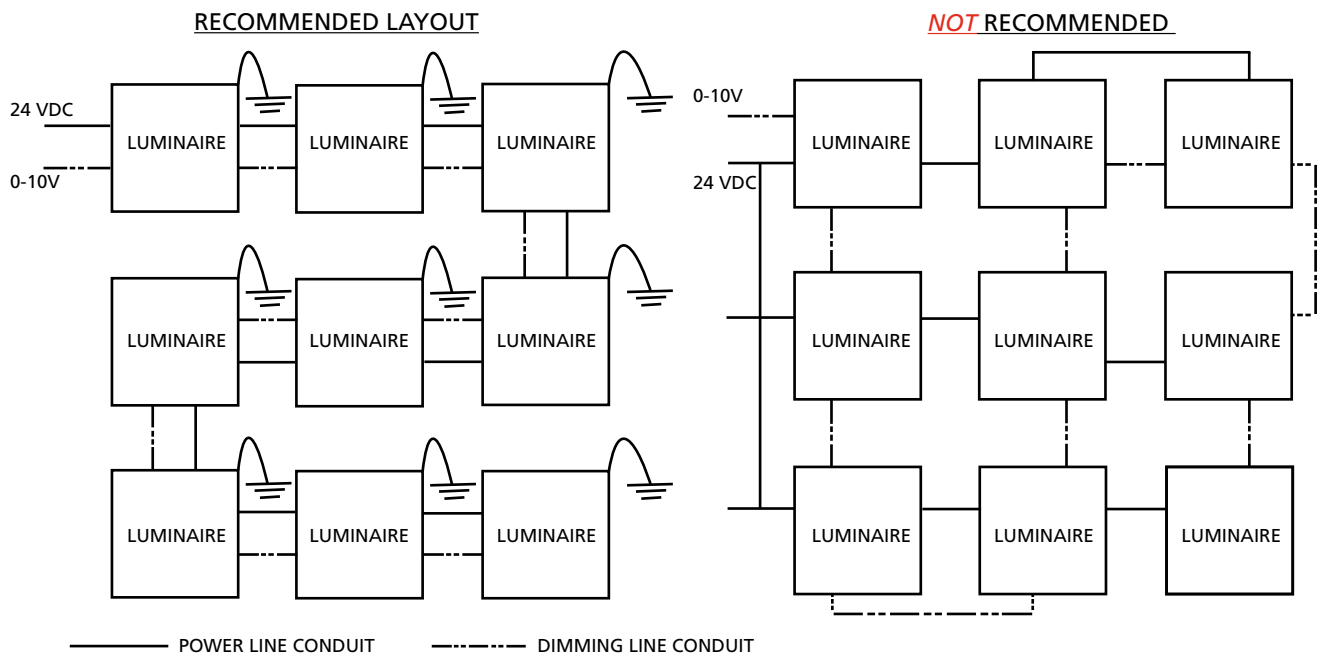 RECOMMENDED LAYOUT
24 VDC
0-10V
LUMINAIRE
LUMINAIRE
LUMINAIRE
LUMINAIRE
LUMINAIRE
LUMINAIRE
LUMINAIRE
LUMINAIRE
LUMINAIRE
NOT RECOMMENDED
0-10V
24 VDC
LUMINAIRE
LUMINAIRE
LUMINAIRE
LUMINAIRE
LUMINAIRE
LUMINAIRE
LUMINAIRE
LUMINAIRE
LUMINAIRE
POWER LINE CONDUIT
DIMMING LINE CONDUIT